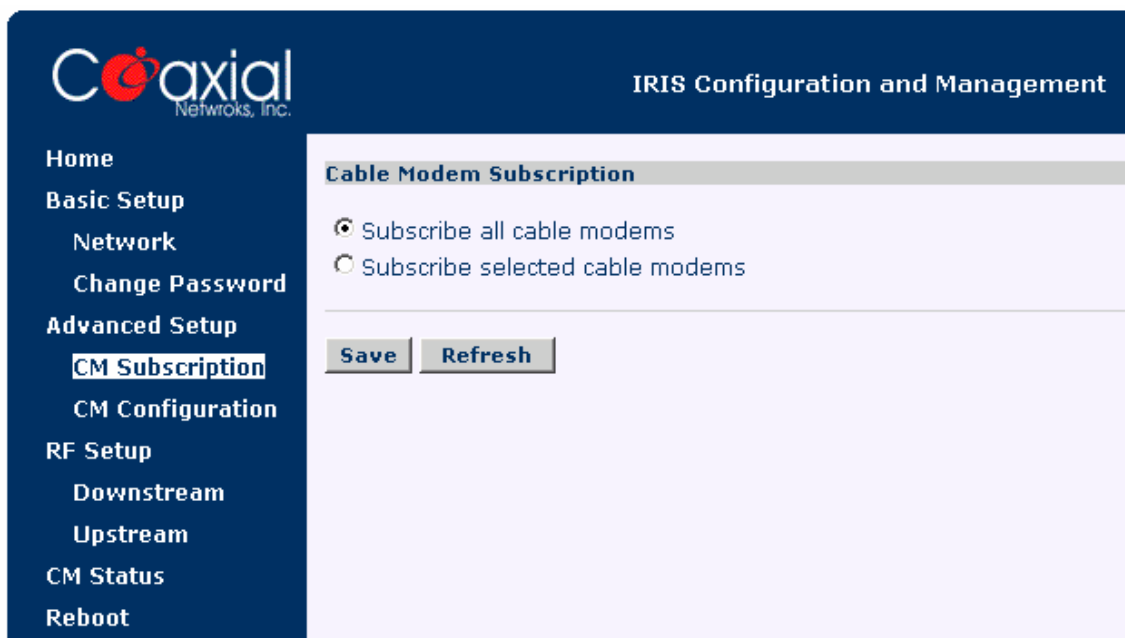 Coaxial
Netwroks, Inc.
IRIS Configuration and Management
Home
Basic Setup
Network
Change Password
Advanced Setup
CM Subscription
CM Configuration
RF Setup
Downstream
Upstream
CM Status
Reboot
Cable Modem Subscription
Subscribe all cable modems
Subscribe selected cable modems
Save Refresh